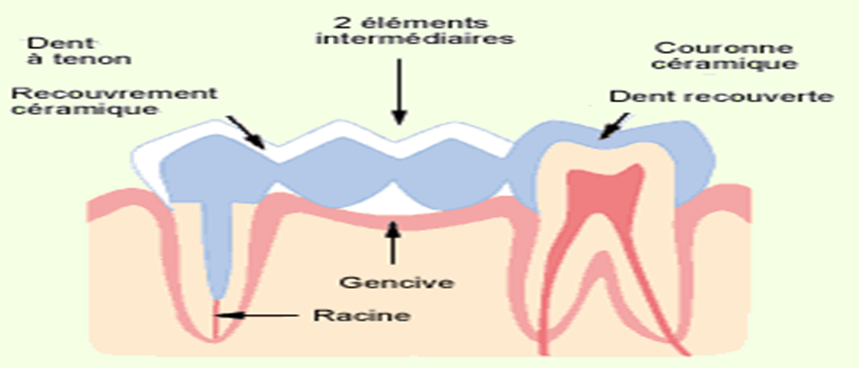 Dent
à tenon
Recouvrement
céramique
2 éléments
intermédiaires
Couronne
céramique
Dent recouverte
Gencive
Racine